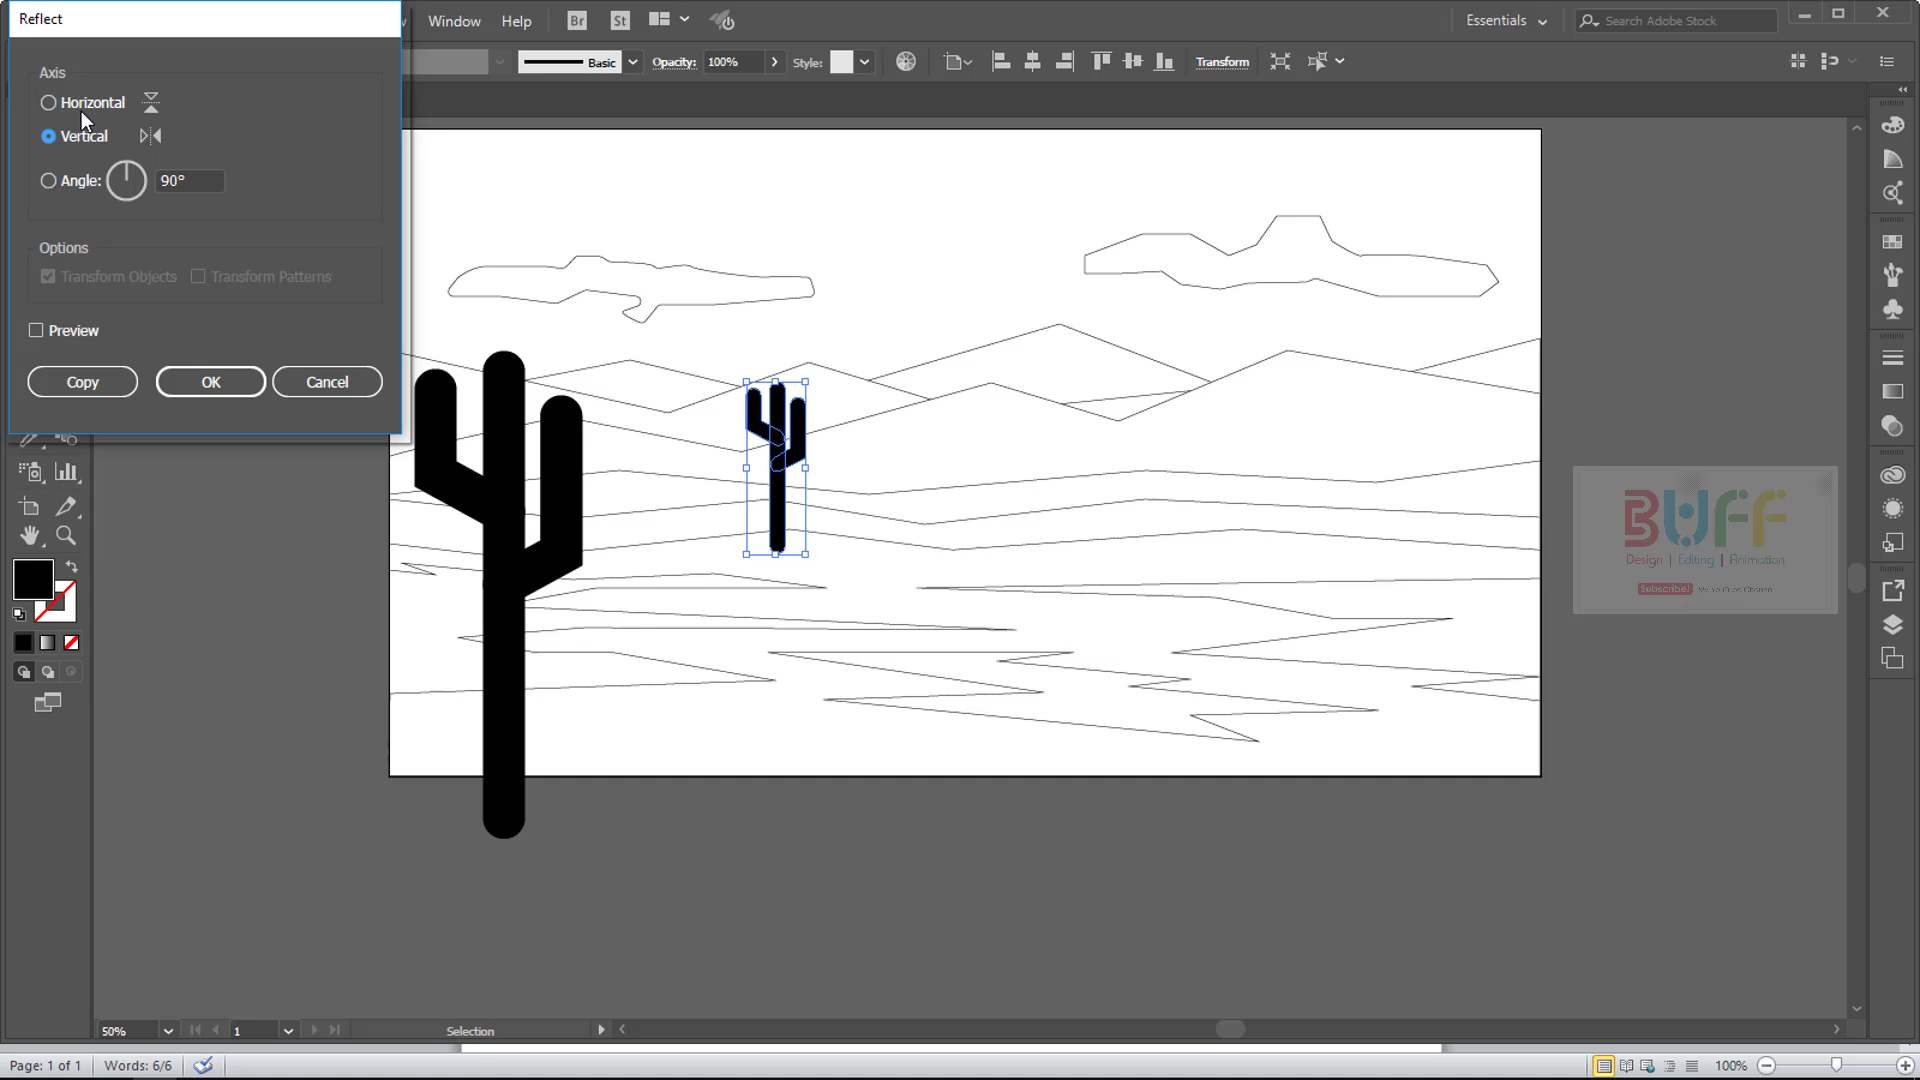 Reflect
Window Help Br St Essentials Search Adobe Stock
Basic Opacity: 100% Style: Transform
Axis
Horizontal
Vertical
Angle: 90°
Options
Transform Objects Transform Patterns
Preview
Copy OK Cancel
BUFF
Design | Editing | Animation
Subscribe!
50% 1 Selection
Page: 1 of 1 Words: 6/6 100%